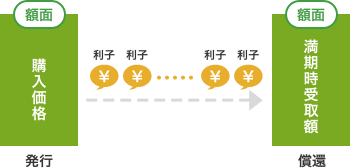 額面
購入価格
発行
利子 利子 利子 利子
¥ ¥ ¥ ¥
額面
満期時受取額
償還